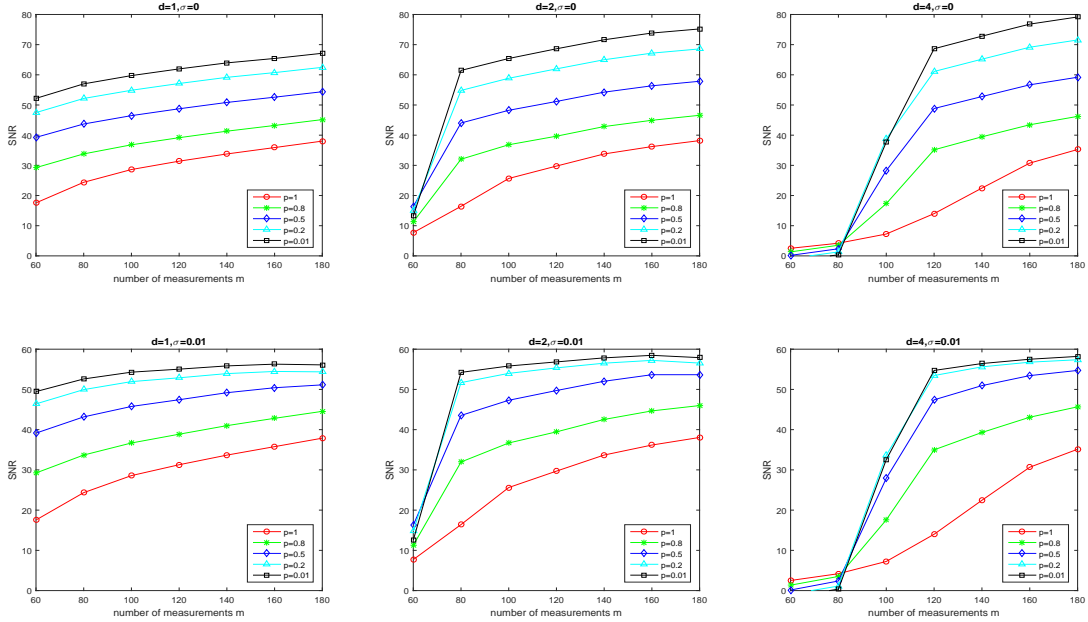 d=1,σ=0
SNR
80
70
60
50
40
30
20
10
0
60 80 100 120 140 160 180
number of measurements m
p=1
p=0.8
p=0.5
p=0.2
p=0.01
d=2,σ=0
SNR
80
70
60
50
40
30
20
10
0
60 80 100 120 140 160 180
number of measurements m
p=1
p=0.8
p=0.5
p=0.2
p=0.01
d=4,σ=0
SNR
80
70
60
50
40
30
20
10
0
60 80 100 120 140 160 180
number of measurements m
p=1
p=0.8
p=0.5
p=0.2
p=0.01
d=1,σ=0.01
SNR
60
50
40
30
20
10
0
60 80 100 120 140 160 180
number of measurements m
p=1
p=0.8
p=0.5
p=0.2
p=0.01
d=2,σ=0.01
SNR
60
50
40
30
20
10
0
60 80 100 120 140 160 180
number of measurements m
p=1
p=0.8
p=0.5
p=0.2
p=0.01
d=4,σ=0.01
SNR
60
50
40
30
20
10
0
60 80 100 120 140 160 180
number of measurements m
p=1
p=0.8
p=0.5
p=0.2
p=0.01